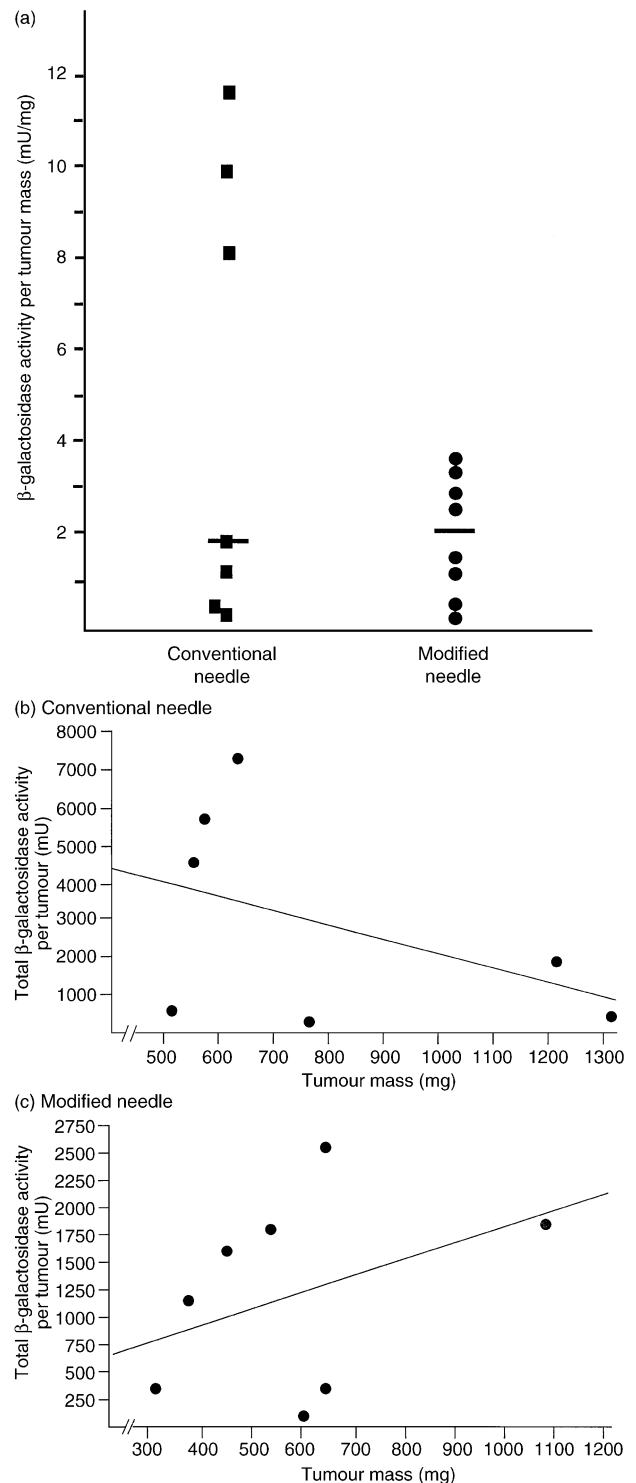 (a)
β-galactosidase activity per tumour mass (mU/mg)
12
10
8
6
4
2
Conventional
needle
Modified
needle
(b) Conventional needle
Total β-galactosidase activity
per tumour (mU)
8000
7000
6000
5000
4000
3000
2000
1000
500 600 700 800 900 1000 1100 1200 1300
Tumour mass (mg)
(c) Modified needle
Total β-galactosidase activity
per tumour (mU)
2750
2500
2250
2000
1750
1500
1250
1000
750
500
250
300 400 500 600 700 800 900 1000 1100 1200
Tumour mass (mg)